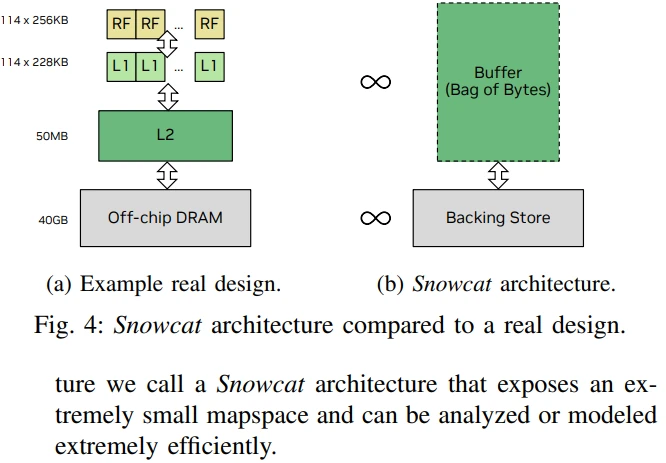 114 x 256KB
RF RF ... RF
114 x 228KB
L1 L1 ... L1
50MB
L2
40GB
Off-chip DRAM
∞
Buffer
(Bag of Bytes)
∞
Backing Store
(a) Example real design.
(b) Snowcat architecture.
Fig. 4: Snowcat architecture compared to a real design.
ture we call a Snowcat architecture that exposes an ex-
tremely small mapspace and can be analyzed or modeled
extremely efficiently.